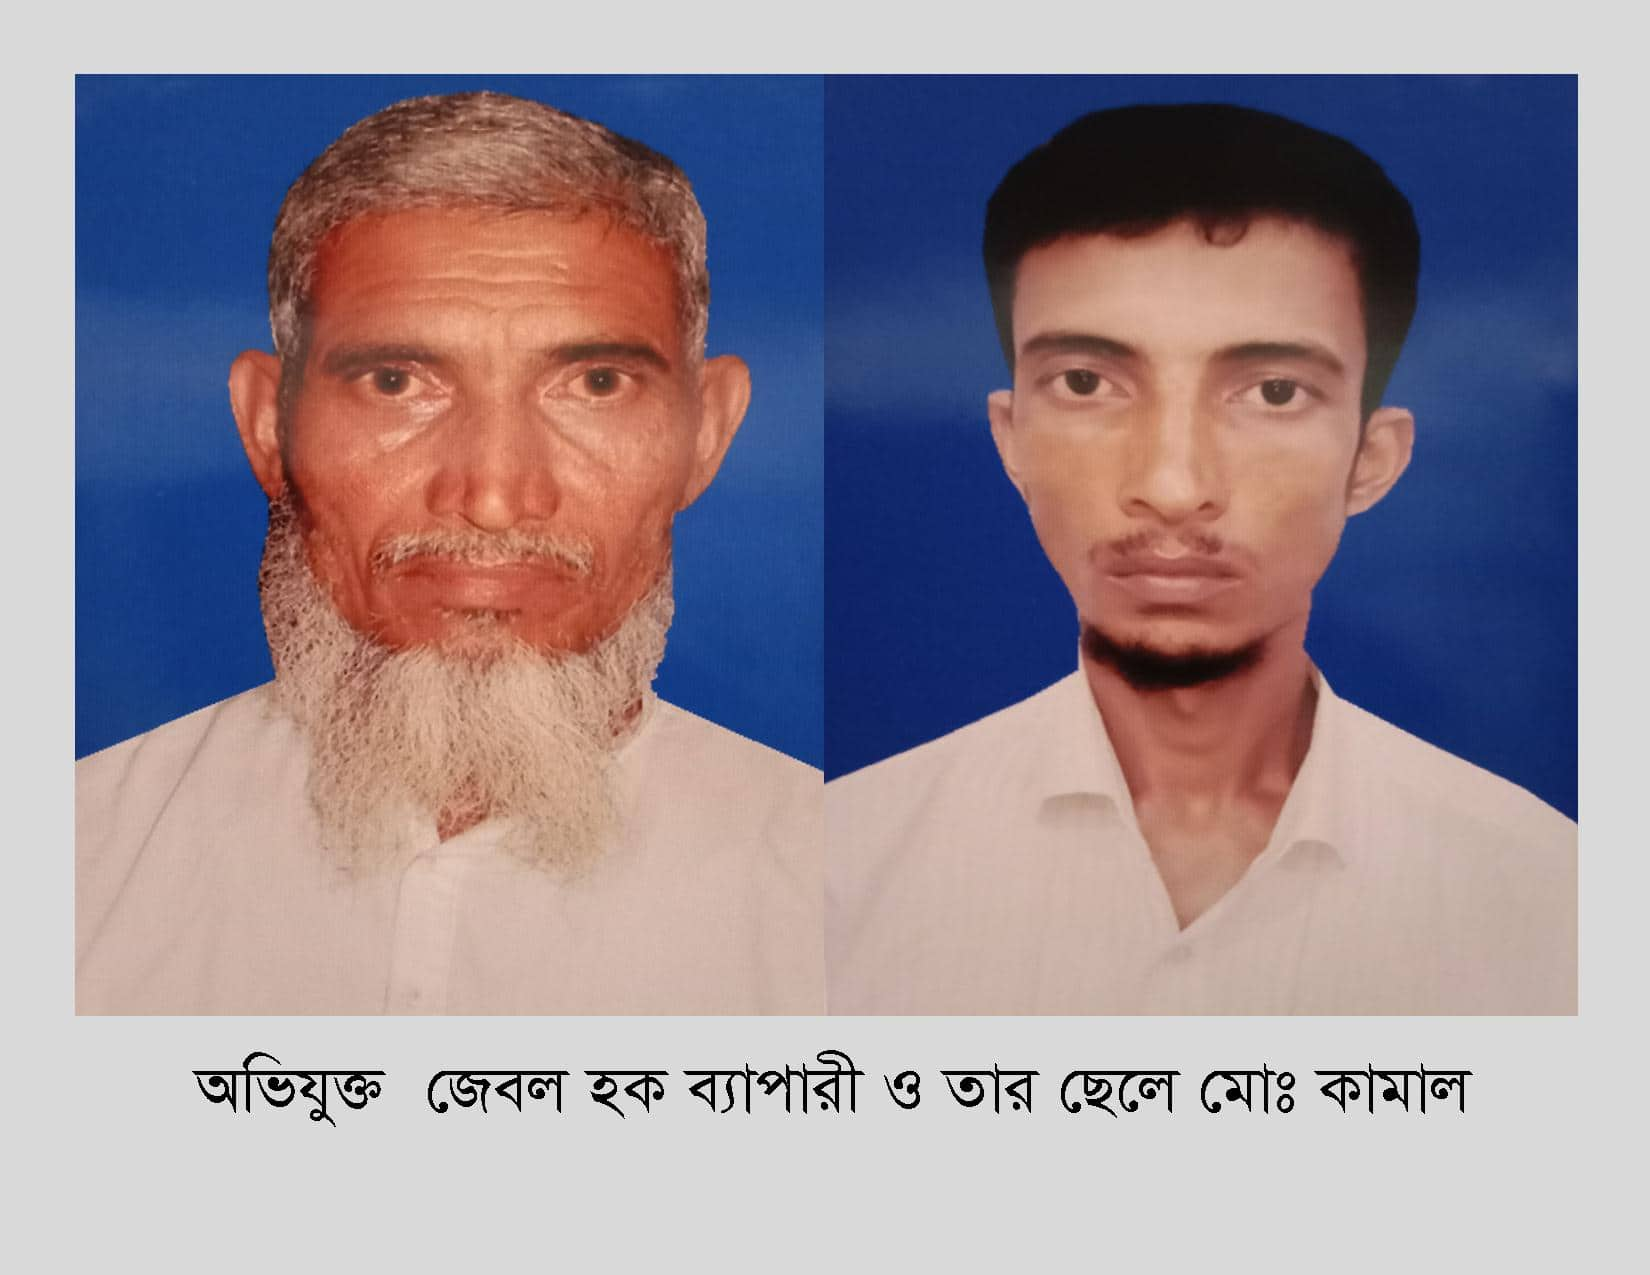 অভিযুক্ত জেবল হক ব্যাপারী ও তার ছেলে মোঃ কামাল